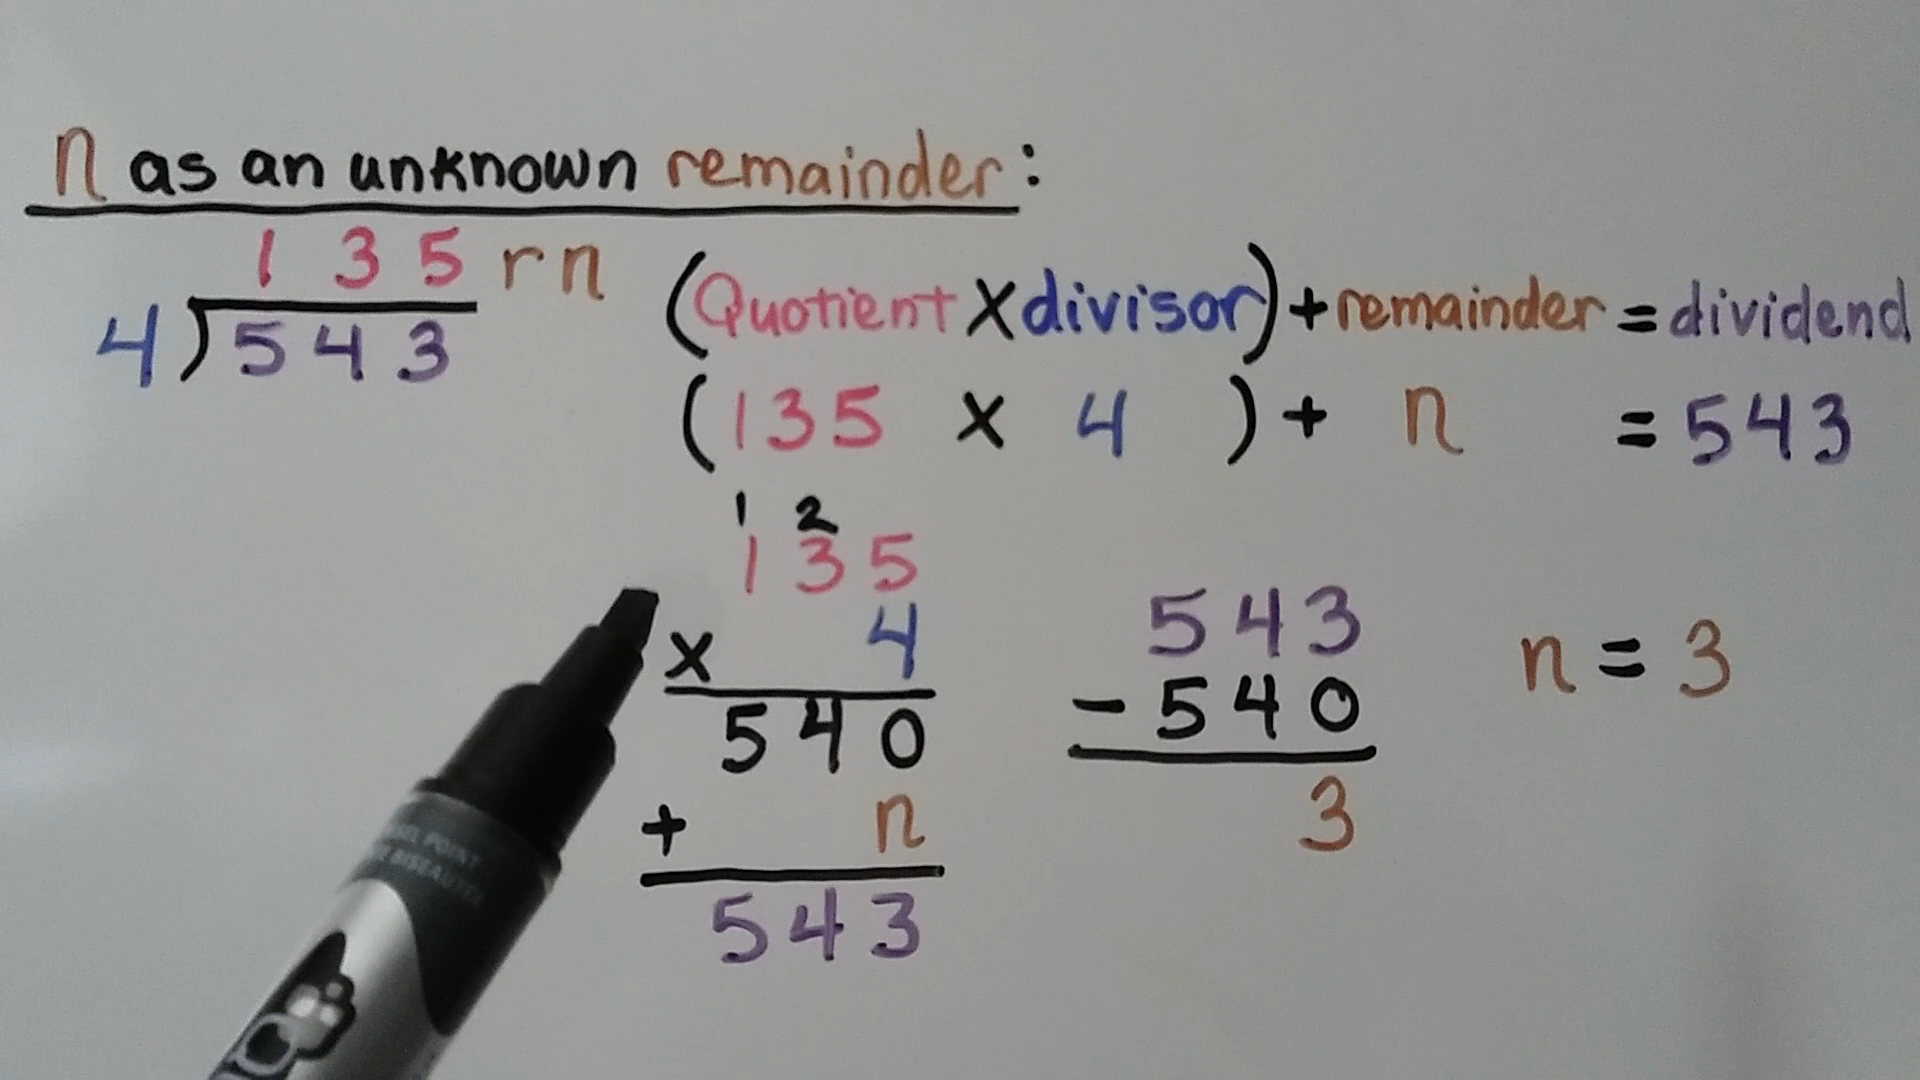 n as an unknown remainder:
135 r n
4)543
(Quotient X divisor) + remainder = dividend
(135 x 4) + n = 543
1 2
135
x 4
540
+ n
543
543
- 540
3
n = 3